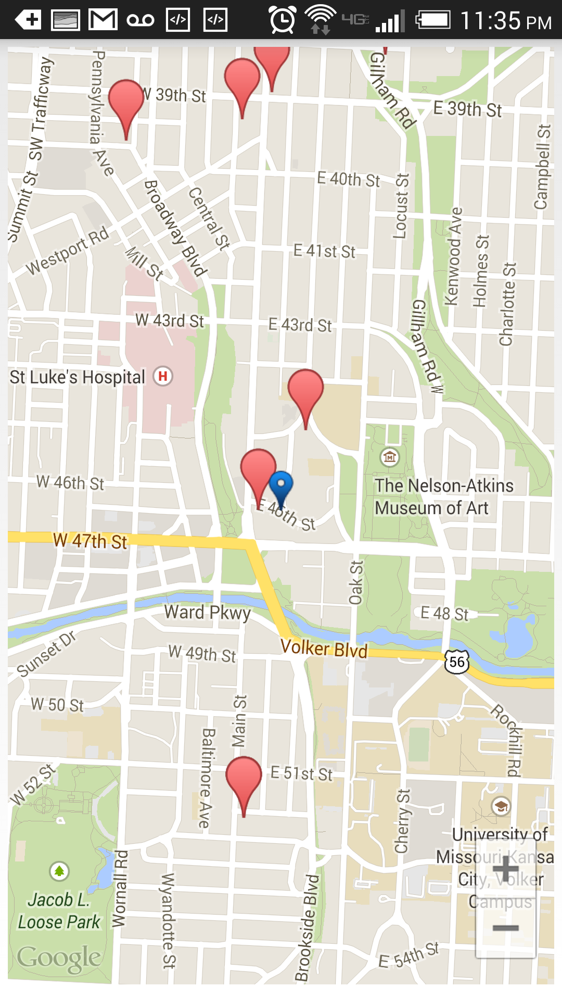 11:35 PM
4G LTE
Pennsylvania Ave
SW Trafficway
W 39th St
Gillham Rd
E 39th St
Campbell St
Summit St
Broadway Blvd
Central St
E 40th St
Locust St
Westport Rd
Mill St
E 41st St
Kenwood Ave
Holmes St
Charlotte St
W 43rd St
E 43rd St
Gillham Rd W
St Luke's Hospital
H
M
W 46th St
The Nelson-Atkins
Museum of Art
E 46th St
W 47th St
Oak St
Ward Pkwy
E 48 St
Sunset Dr
W 49th St
Volker Blvd
56
W 50 St
Main St
Rockhill Rd
Baltimore Ave
E 51st St
W 52 St
Cherry St
University of
Missouri-Kansa
City, Volker
Campus
Wornall Rd
Wyandotte St
Jacob L.
Loose Park
Brookside Blvd
E 54th St
Google